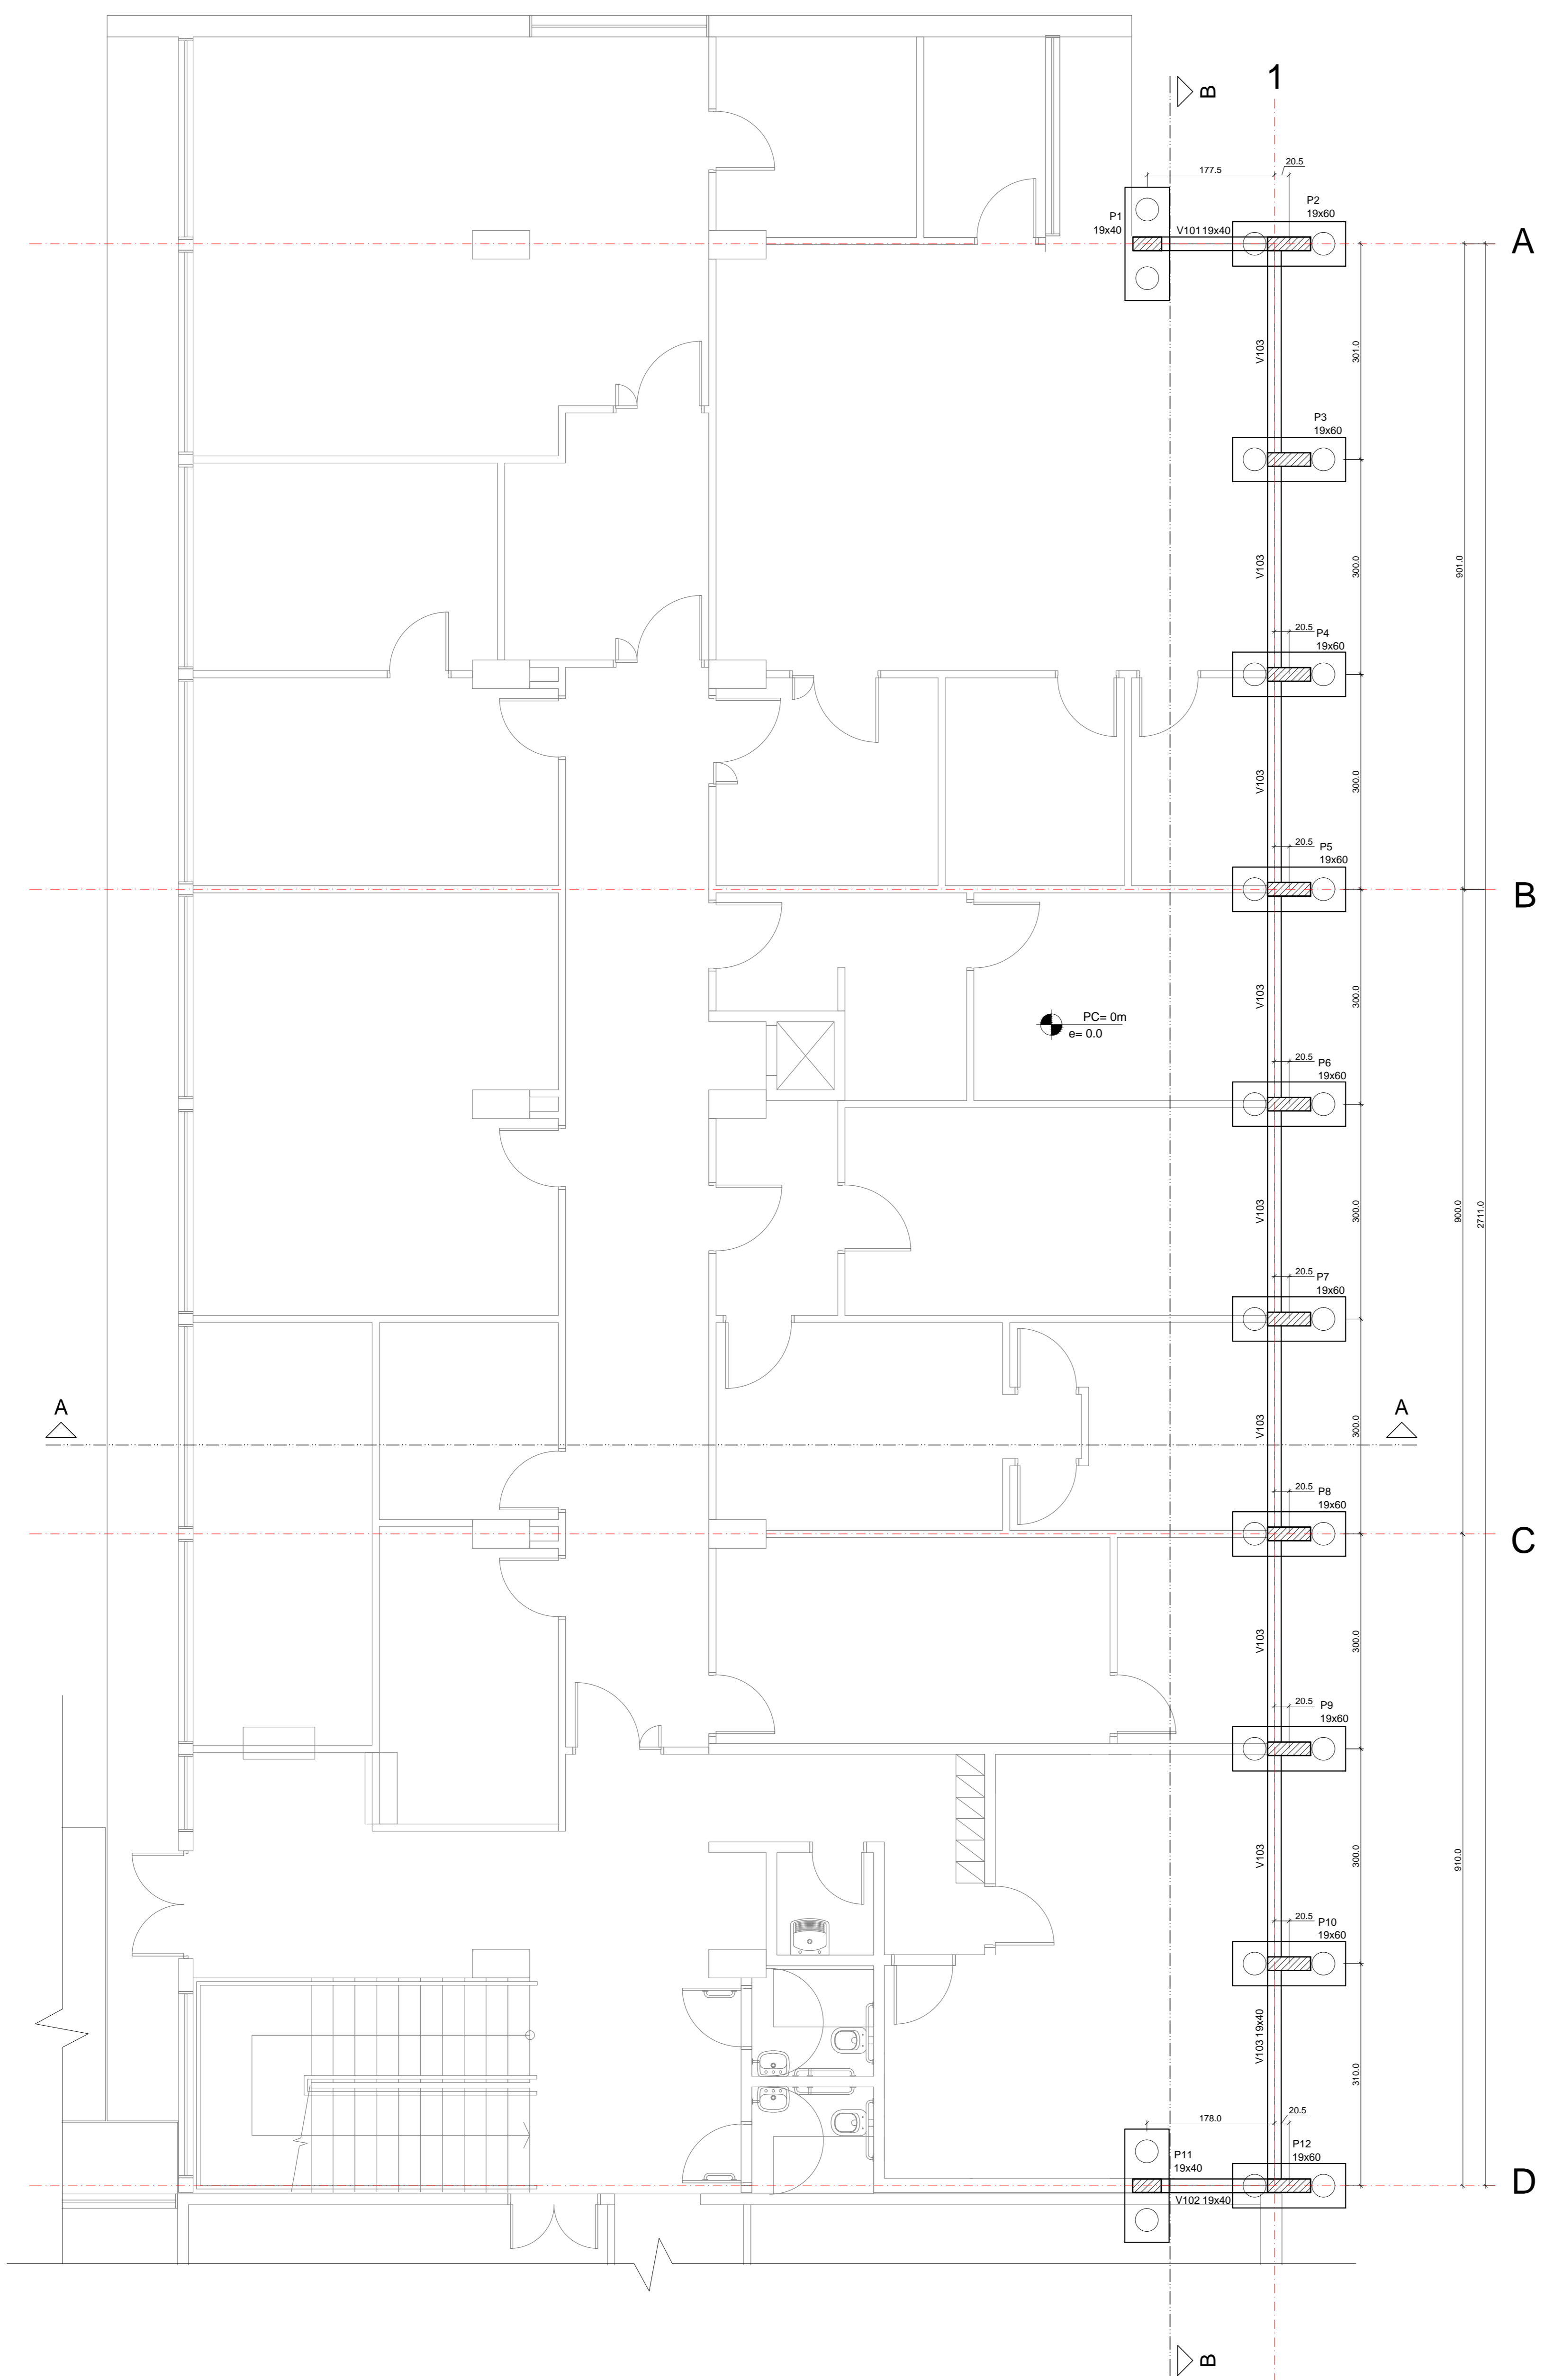 1
B
20.5
177.5
P2
19x60
P1
19x40
V101 19x40
A
V103
301.0
P3
19x60
V103
300.0
901.0
20.5
P4
19x60
V103
300.0
20.5
P5
19x60
B
V103
300.0
PC= 0m
e= 0.0
20.5
P6
19x60
V103
300.0
900.0
2711.0
20.5
P7
19x60
A
A
V103
300.0
20.5
P8
19x60
C
V103
300.0
20.5
P9
19x60
V103
300.0
910.0
20.5
P10
19x60
V103 19x40
310.0
20.5
178.0
P12
19x60
P11
19x40
D
V102 19x40
B